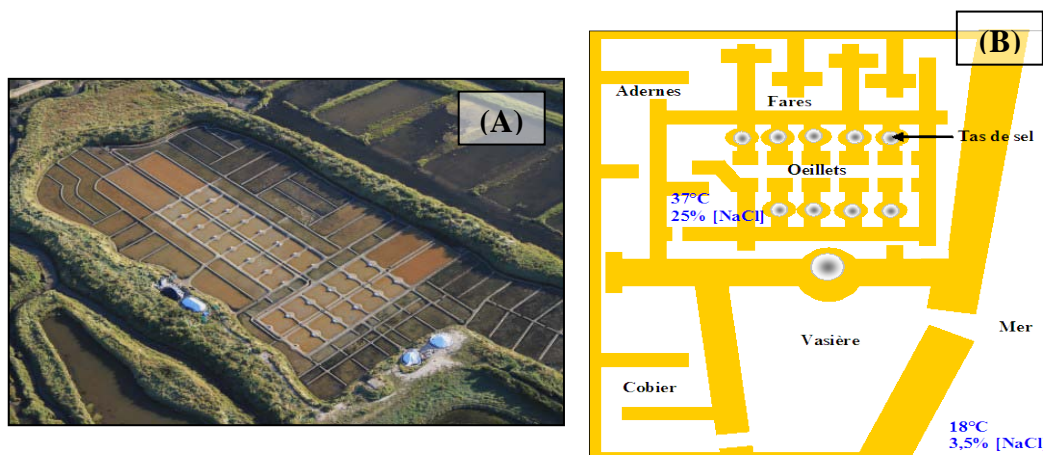 (A)
(B)
Adernes
Fares
Tas de sel
Oeillets
37°C
25% [NaCl]
Vasière
Mer
Cobier
18°C
3,5% [NaCl